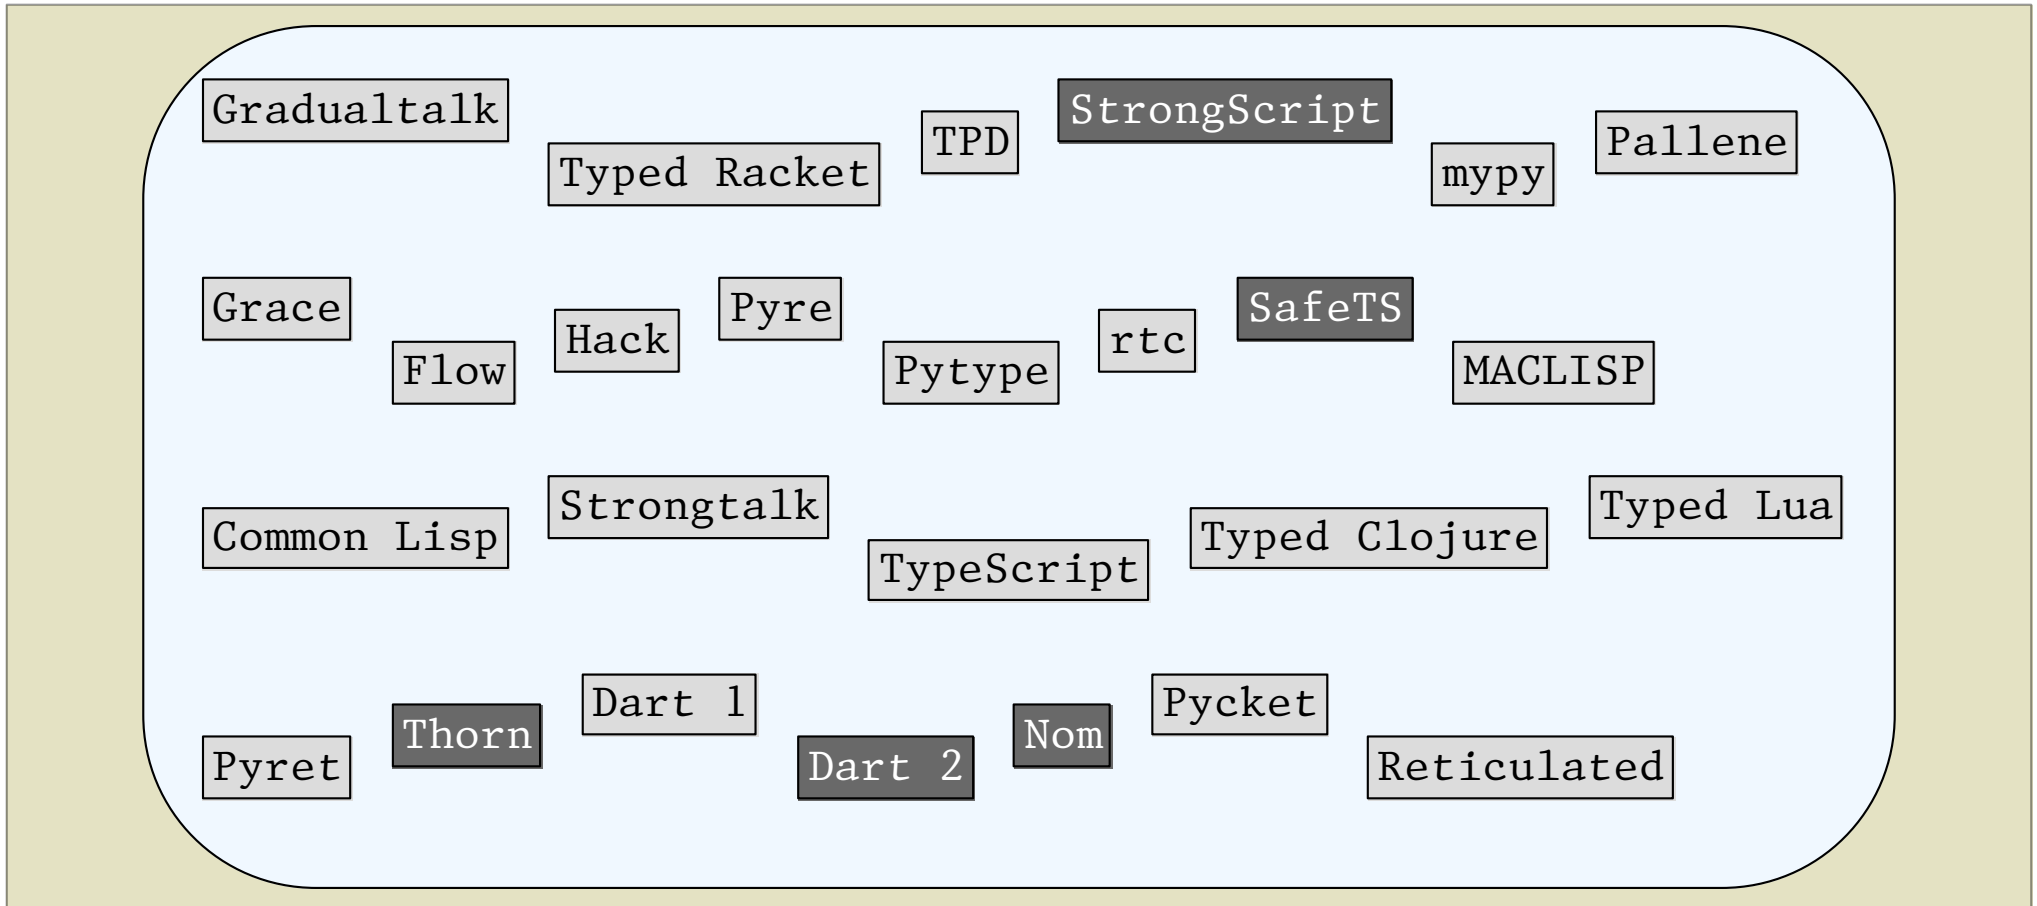 Gradualtalk
Typed Racket
TPD
StrongScript
mypy
Pallene
Grace
Flow
Hack
Pyre
Pytype
rtc
SafeTS
MACLISP
Common Lisp
Strongtalk
TypeScript
Typed Clojure
Typed Lua
Pyret
Thorn
Dart 1
Dart 2
Nom
Pycket
Reticulated